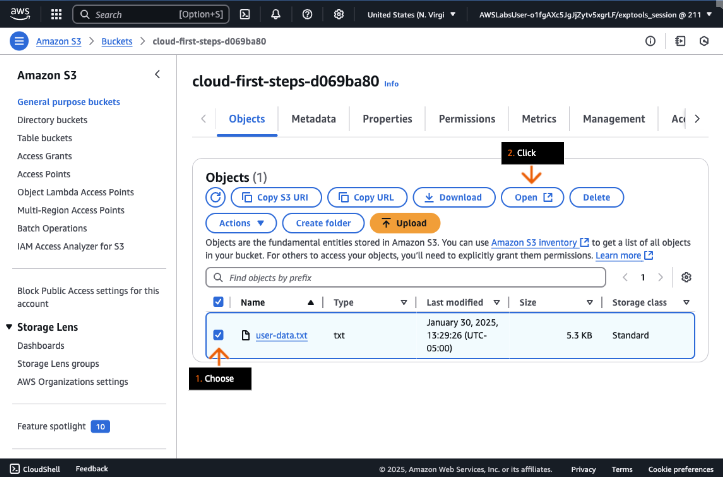 aws
Search
[Option+S]
United States (N. Virgi
AWSLabsUser-o1fgAXc5JgJjZytv5xgrLF/exptools_session @ 211
Amazon S3 > Buckets > cloud-first-steps-d069ba80
Amazon S3
General purpose buckets
Directory buckets
Table buckets
Access Grants
Access Points
Object Lambda Access Points
Multi-Region Access Points
Batch Operations
IAM Access Analyzer for S3
Block Public Access settings for this
account
Storage Lens
Dashboards
Storage Lens groups
AWS Organizations settings
Feature spotlight 10
cloud-first-steps-d069ba80 Info
Objects Metadata Properties Permissions Metrics Management
2. Click
Objects (1)
Copy S3 URI Copy URL Download Open Delete
Actions Create folder Upload
Objects are the fundamental entities stored in Amazon S3. You can use Amazon S3 inventory to get a list of all objects
in your bucket. For others to access your objects, you'll need to explicitly grant them permissions. Learn more
Find objects by prefix
1
Name Type Last modified Size Storage class
user-data.txt txt January 30, 2025, 13:29:26 (UTC-05:00) 5.3 KB Standard
1. Choose
CloudShell Feedback © 2025, Amazon Web Services, Inc. or its affiliates. Privacy Terms Cookie preferences